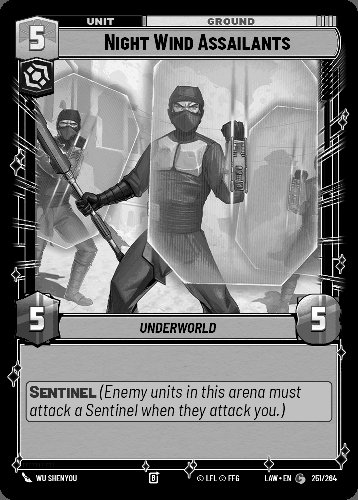 UNIT
GROUND
5
NIGHT WIND ASSAILANTS
5
UNDERWORLD
5
SENTINEL (Enemy units in this arena must
attack a Sentinel when they attack you.)
WU SHENYOU
© LFL © FFG
LAW • EN
251/264